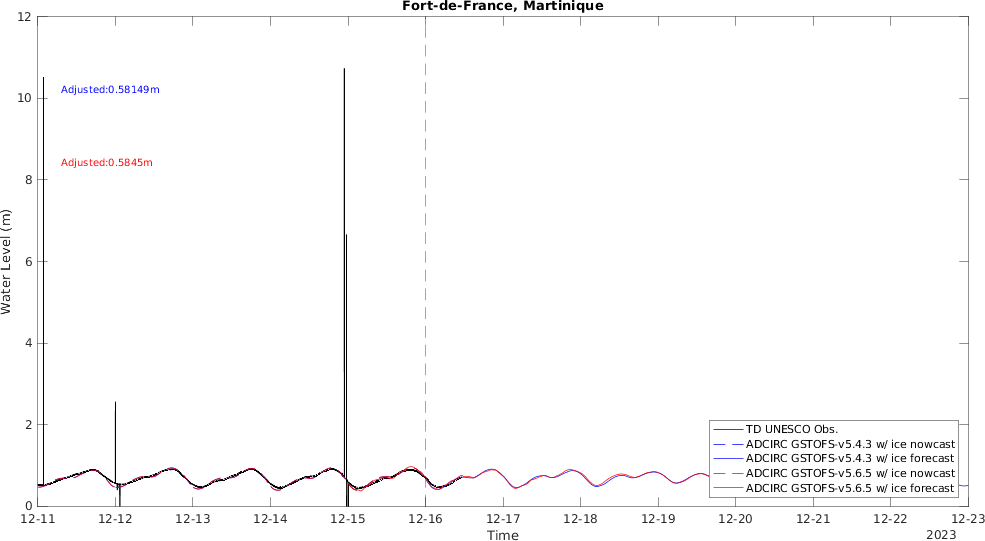 Fort-de-France, Martinique
12
10
8
6
4
2
0
Water Level (m)
Adjusted:0.58149m
Adjusted:0.5845m
TD UNESCO Obs.
ADCIRC GSTOFS-v5.4.3 w/ ice nowcast
ADCIRC GSTOFS-v5.4.3 w/ ice forecast
ADCIRC GSTOFS-v5.6.5 w/ ice nowcast
ADCIRC GSTOFS-v5.6.5 w/ ice forecast
12-11 12-12 12-13 12-14 12-15 12-16 12-17 12-18 12-19 12-20 12-21 12-22 12-23
Time
2023